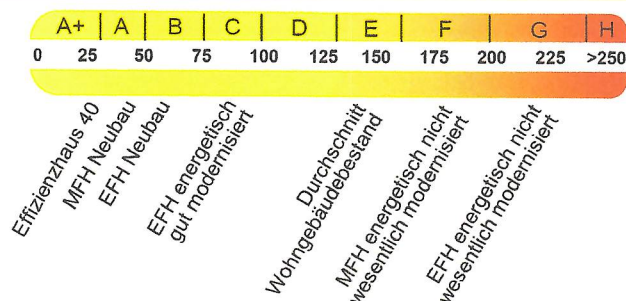 A+ A B C D E F G H
0 25 50 75 100 125 150 175 200 225 >250
Effizienzhaus 40
MFH Neubau
EFH Neubau
EFH energetisch
gut modernisiert
Durchschnitt
Wohngebäudebestand
MFH energetisch nicht
wesentlich modernisiert
EFH energetisch nicht
wesentlich modernisiert